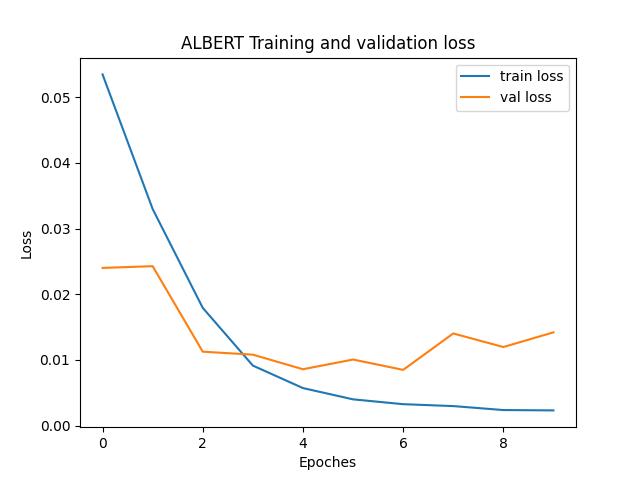 ALBERT Training and validation loss
train loss
val loss
0.05
0.04
0.03
0.02
0.01
0.00
Loss
0 2 4 6 8
Epoches